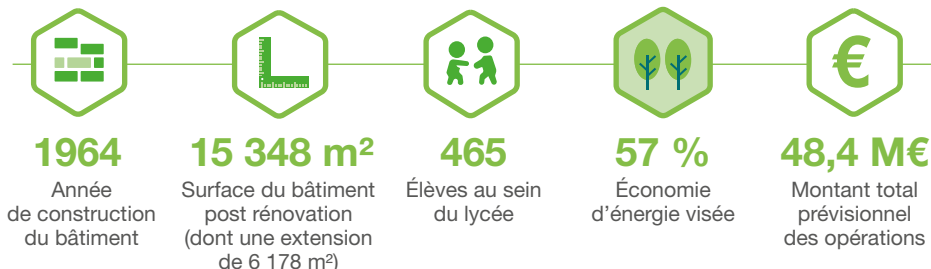 1964
Année
de construction
du bâtiment
15 348 m²
Surface du bâtiment
post rénovation
(dont une extension
de 6 178 m²)
465
Élèves au sein
du lycée
57 %
Économie
d’énergie visée
€
48,4 M€
Montant total
prévisionnel
des opérations